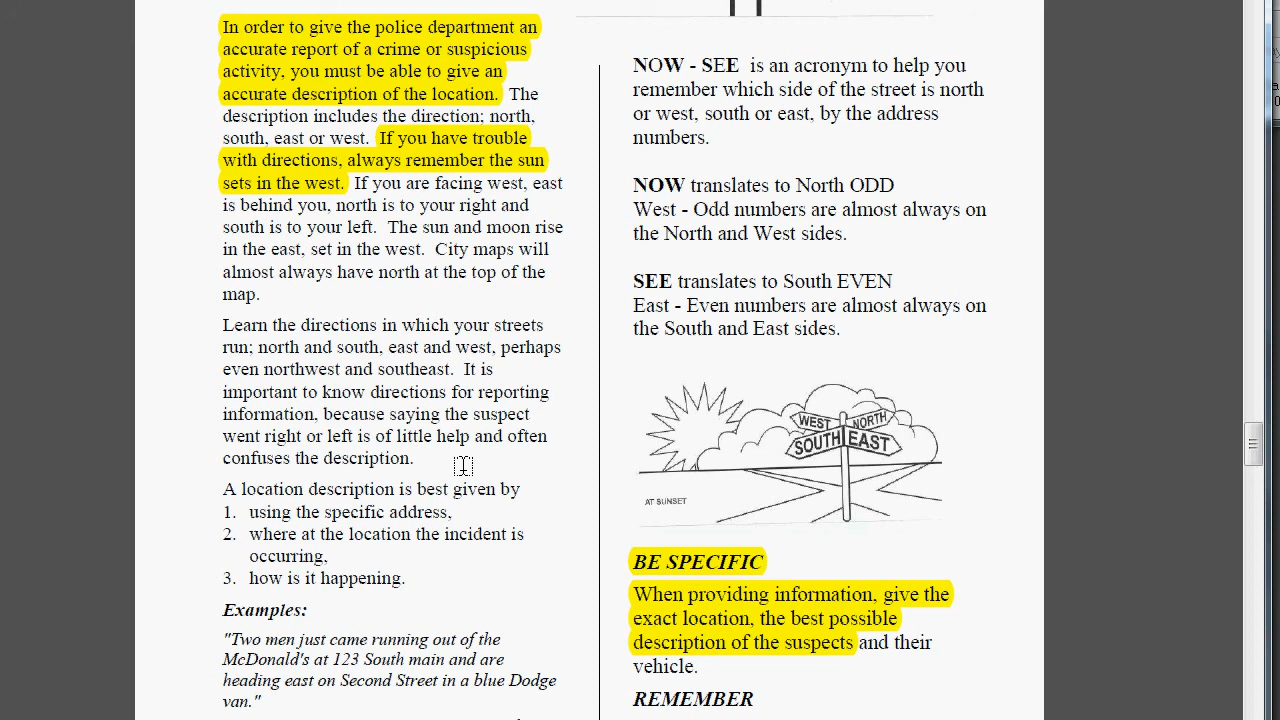 In order to give the police department an
accurate report of a crime or suspicious
activity, you must be able to give an
accurate description of the location.  The
description includes the direction; north,
south, east or west.  If you have trouble
with directions, always remember the sun
sets in the west.  If you are facing west, east
is behind you, north is to your right and
south is to your left.  The sun and moon rise
in the east, set in the west.  City maps will
almost always have north at the top of the
map.
Learn the directions in which your streets
run; north and south, east and west, perhaps
even northwest and southeast.  It is
important to know directions for reporting
information, because saying the suspect
went right or left is of little help and often
confuses the description.
A location description is best given by
1. using the specific address,
2. where at the location the incident is
occurring,
3. how is it happening.
Examples:
"Two men just came running out of the
McDonald's at 123 South main and are
heading east on Second Street in a blue Dodge
van."
NOW - SEE  is an acronym to help you
remember which side of the street is north
or west, south or east, by the address
numbers.
NOW translates to North ODD
West - Odd numbers are almost always on
the North and West sides.
SEE translates to South EVEN
East - Even numbers are almost always on
the South and East sides.
WEST NORTH
SOUTH EAST
AT SUNSET
BE SPECIFIC
When providing information, give the
exact location, the best possible
description of the suspects and their
vehicle.
REMEMBER